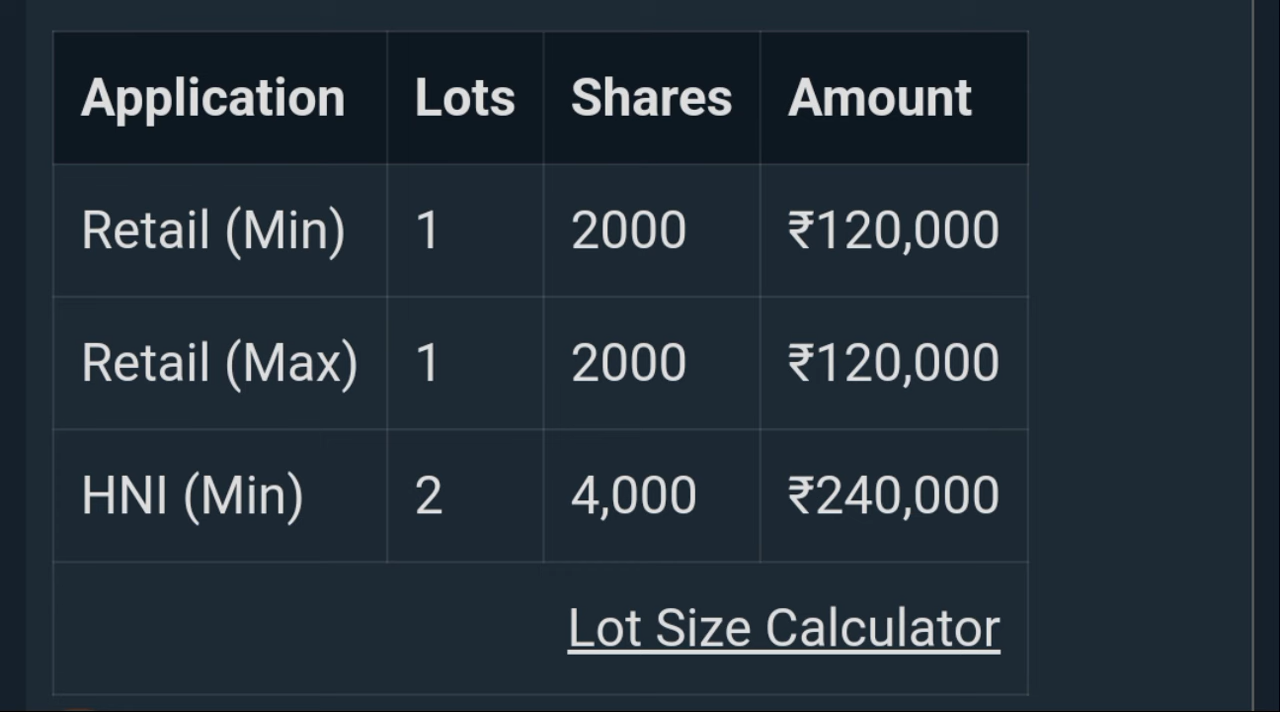 Application Lots Shares Amount
Retail (Min) 1 2000 ₹120,000
Retail (Max) 1 2000 ₹120,000
HNI (Min) 2 4,000 ₹240,000
Lot Size Calculator